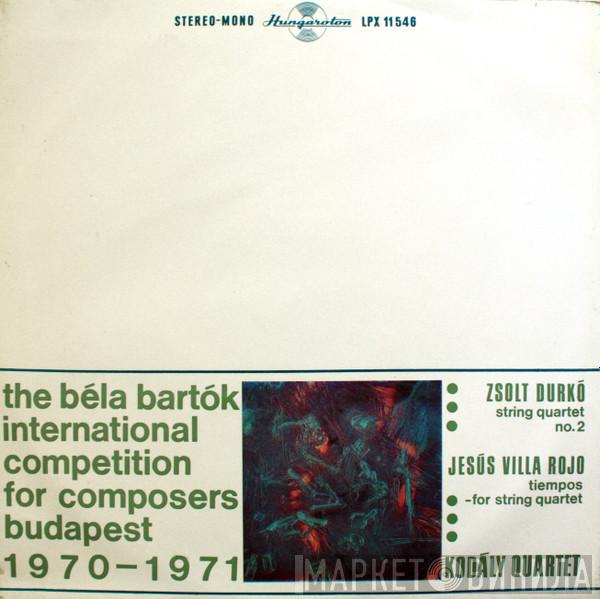 STEREO-MONO Hungaroton LPX 11546
the béla bartók
international
competition
for composers
budapest
1970-1971
ZSOLT DURKÓ
string quartet
no.2
JESÚS VILLA ROJO
tiempos
-for string quartet
KODÁLY QUARTET
МАРКЕТ ВИНИЛА